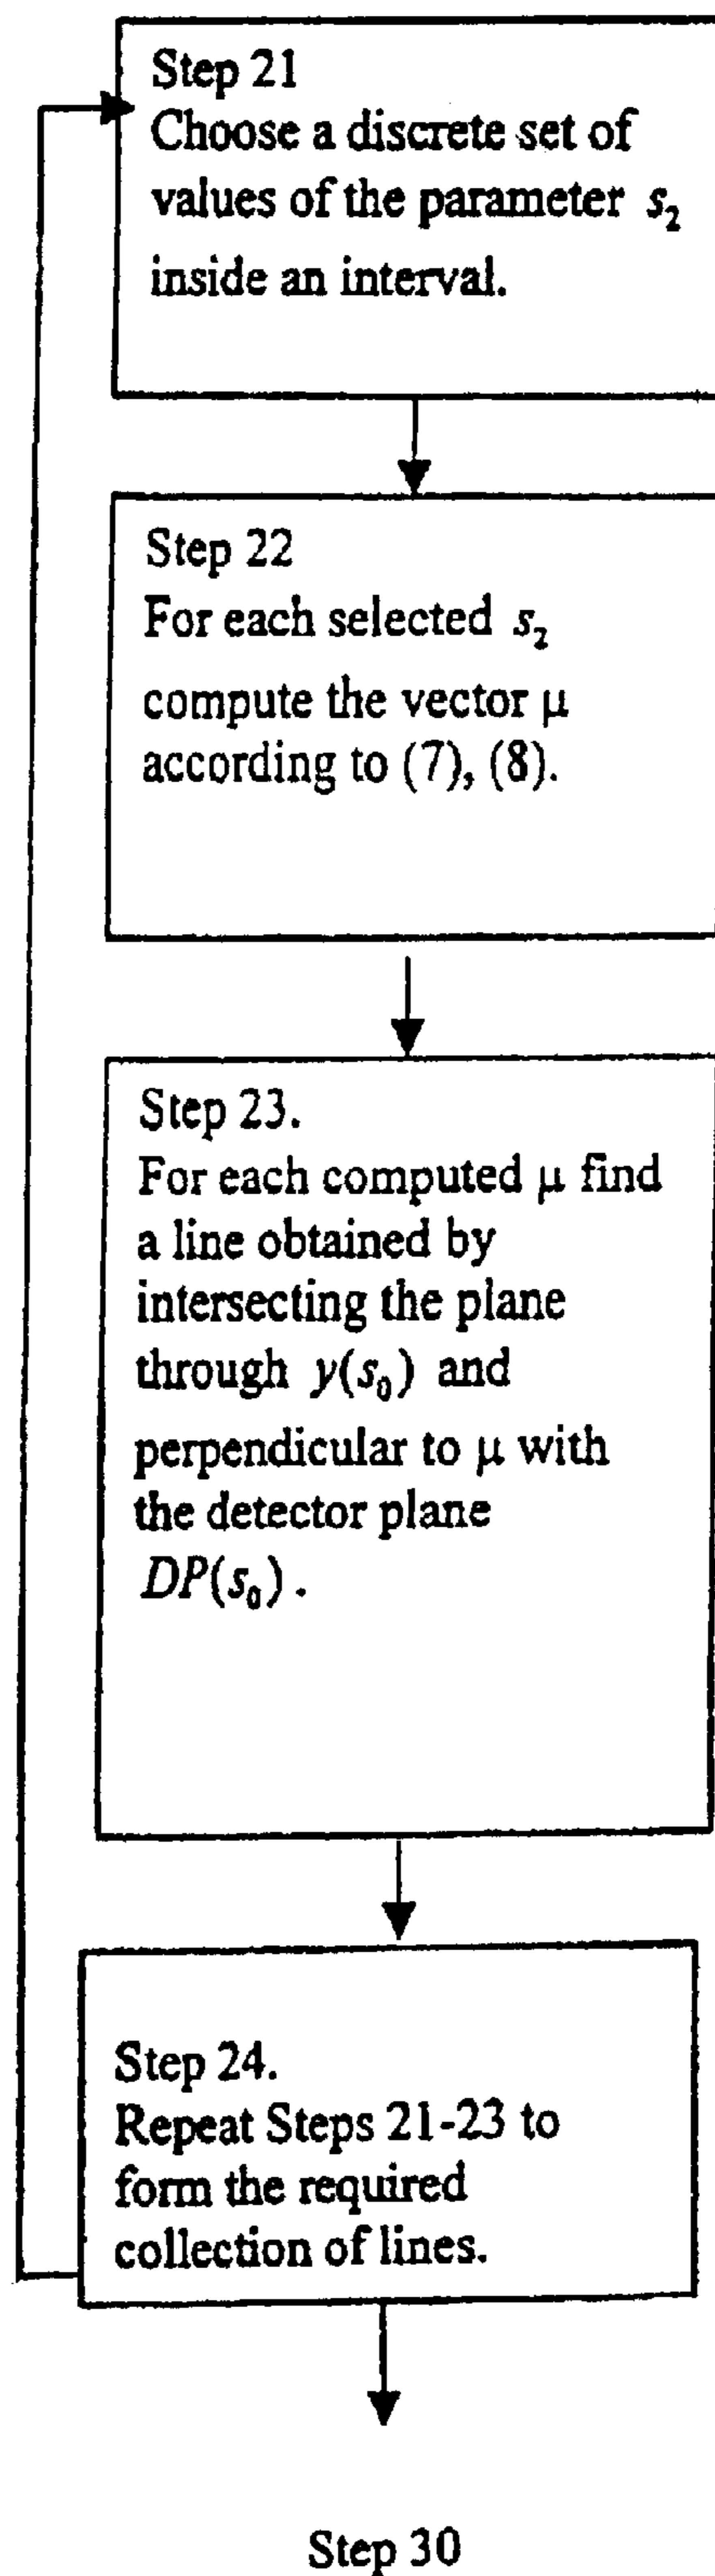 Step 21
Choose a discrete set of
values of the parameter s₂
inside an interval.
Step 22
For each selected s₂
compute the vector μ
according to (7), (8).
Step 23.
For each computed μ find
a line obtained by
intersecting the plane
through y(s₀) and
perpendicular to μ with
the detector plane
DP(s₀).
Step 24.
Repeat Steps 21-23 to
form the required
collection of lines.
Step 30